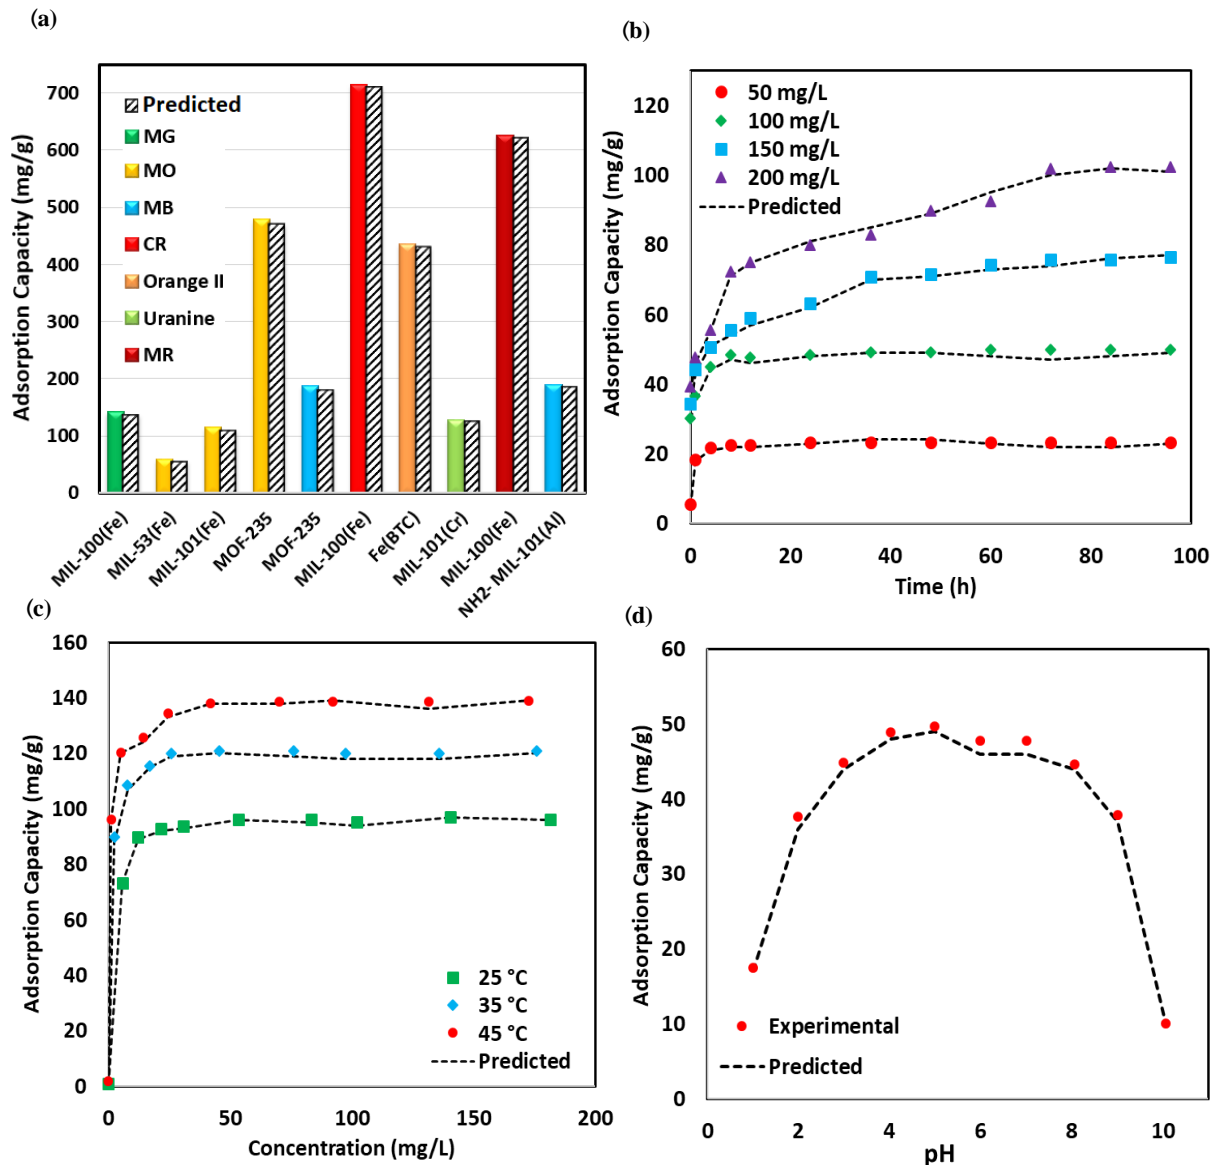 (a)
Adsorption Capacity (mg/g)
700
600
500
400
300
200
100
0
Predicted
MG
MO
MB
CR
Orange II
Uranine
MR
MIL-100(Fe)
MIL-53(Fe)
MIL-101(Fe)
MOF-235
MOF-235
MIL-100(Fe)
Fe(BTC)
MIL-101(Cr)
MIL-100(Fe)
NH2- MIL-101(Al)
(b)
Adsorption Capacity (mg/g)
120
100
80
60
40
20
0
50 mg/L
100 mg/L
150 mg/L
200 mg/L
Predicted
0 20 40 60 80 100
Time (h)
(c)
Adsorption Capacity (mg/g)
160
140
120
100
80
60
40
20
0
25 °C
35 °C
45 °C
Predicted
0 50 100 150 200
Concentration (mg/L)
(d)
Adsorption Capacity (mg/g)
60
50
40
30
20
10
0
Experimental
Predicted
0 2 4 6 8 10
pH